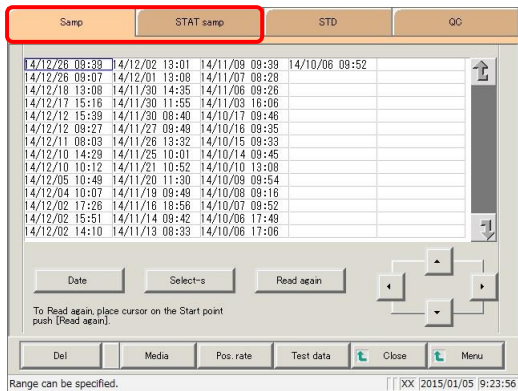 Samp STAT samp STD QC
14/12/26 09:39 14/12/02 13:01 14/11/09 09:39 14/10/06 09:52
14/12/26 09:07 14/12/01 13:08 14/11/07 08:28
14/12/18 13:08 14/11/30 14:35 14/11/06 09:26
14/12/17 15:16 14/11/30 11:55 14/11/03 16:06
14/12/12 15:39 14/11/30 08:40 14/10/17 09:46
14/12/12 09:27 14/11/27 09:49 14/10/16 09:35
14/12/11 08:03 14/11/26 13:32 14/10/15 09:33
14/12/10 14:29 14/11/25 10:01 14/10/14 09:45
14/12/10 10:12 14/11/21 10:52 14/10/10 13:08
14/12/05 10:49 14/11/20 11:30 14/10/09 09:54
14/12/04 10:07 14/11/19 09:49 14/10/08 09:16
14/12/02 17:26 14/11/16 18:56 14/10/07 09:52
14/12/02 15:51 14/11/14 09:42 14/10/06 17:49
14/12/02 14:10 14/11/13 08:33 14/10/06 17:06
Date Select-s Read again
To Read again, place cursor on the Start point
push [Read again].
Del Media Pos. rate Test data Close Menu
Range can be specified. XX 2015/01/05 9:23:56